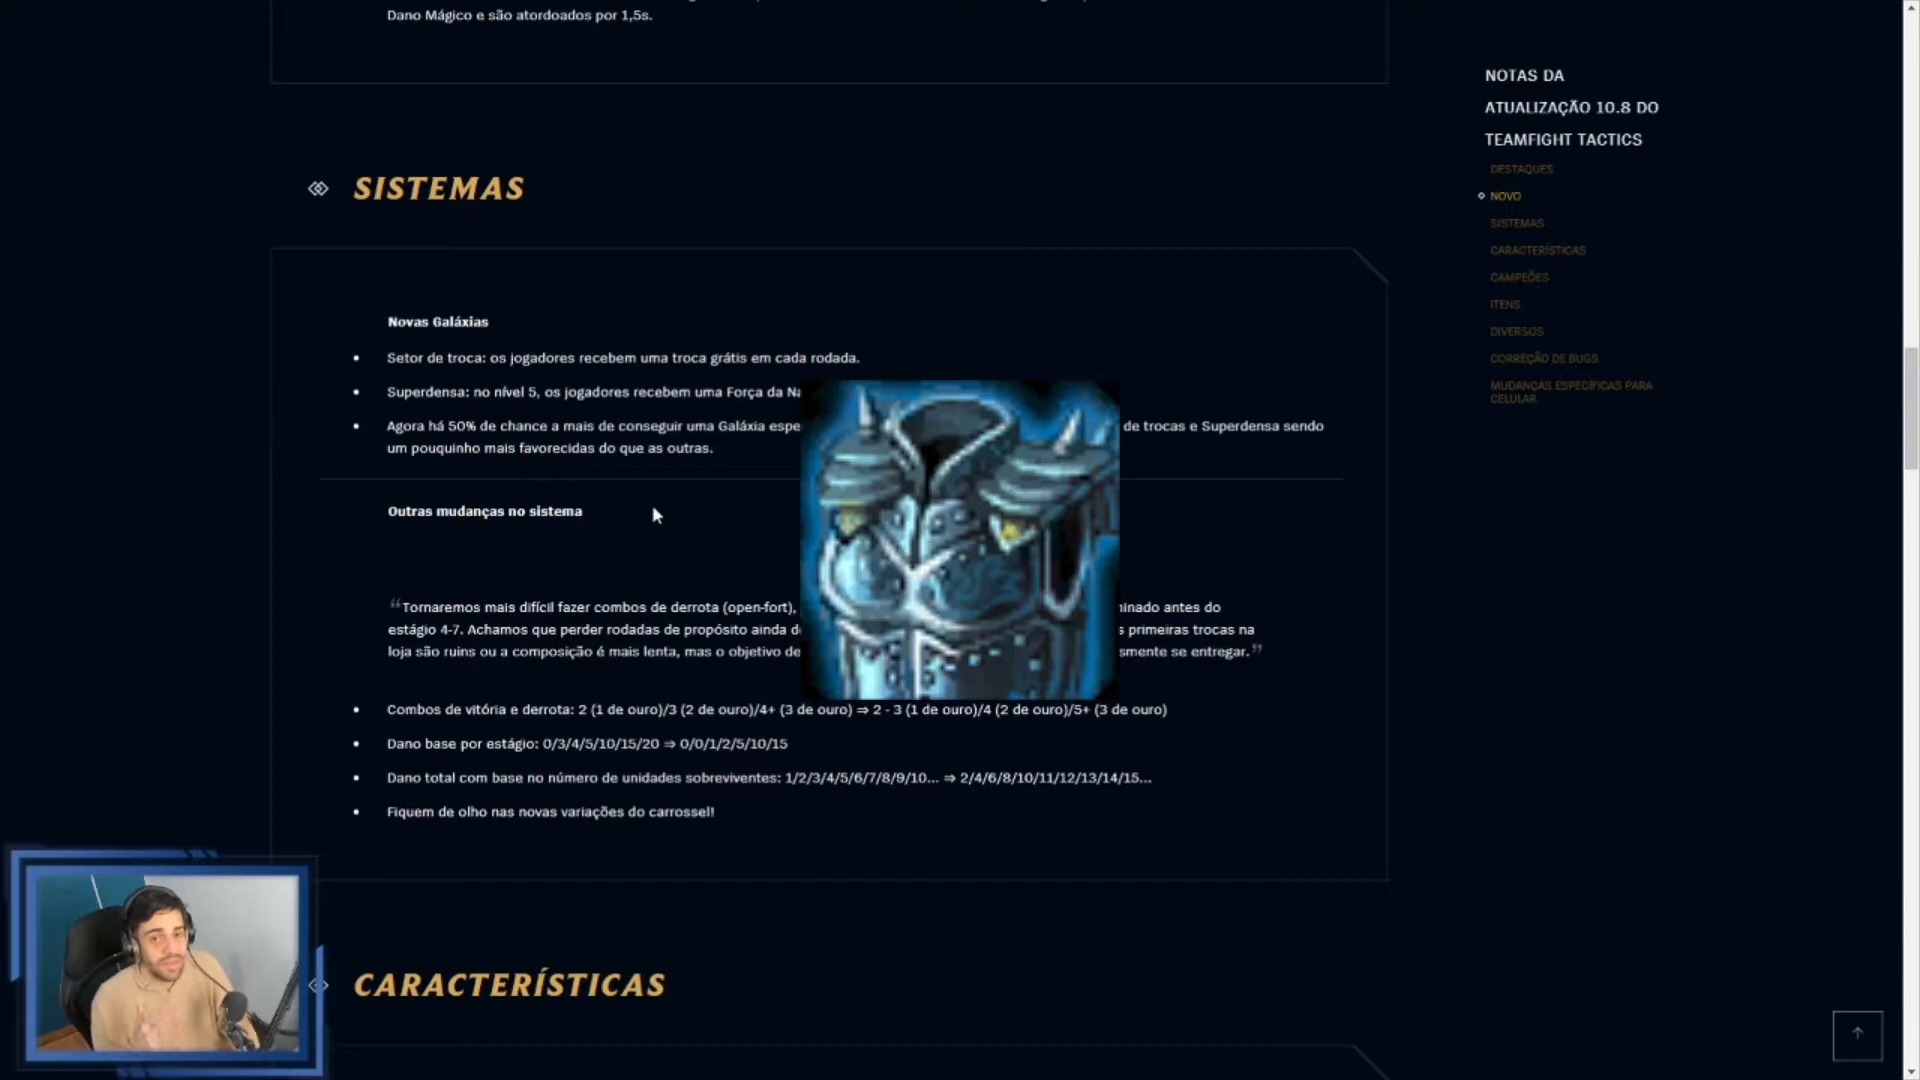 Dano Mágico e são atordoados por 1,5s.
SISTEMAS
Novas Galáxias
Setor de troca: os jogadores recebem uma troca grátis em cada rodada.
Superdensa: no nível 5, os jogadores recebem uma Força da
Agora há 50% de chance a mais de conseguir uma Galáxia de trocas e Superdensa sendo
um pouquinho mais favorecidas do que as outras.
Outras mudanças no sistema
“Tornaremos mais difícil fazer combos de derrota (open-fort), antes do
estágio 4-7. Achamos que perder rodadas de propósito ainda primeiras trocas na
loja são ruins ou a composição é mais lenta, mas o objetivo se entregar.”
Combos de vitória e derrota: 2 (1 de ouro)/3 (2 de ouro)/4+ (3 de ouro) ⇒ 2 - 3 (1 de ouro)/4 (2 de ouro)/5+ (3 de ouro)
Dano base por estágio: 0/3/4/5/10/15/20 ⇒ 0/0/1/2/5/10/15
Dano total com base no número de unidades sobreviventes: 1/2/3/4/5/6/7/8/9/10... ⇒ 2/4/6/8/10/11/12/13/14/15...
Fiquem de olho nas novas variações do carrossel!
CARACTERÍSTICAS
NOTAS DA
ATUALIZAÇÃO 10.8 DO
TEAMFIGHT TACTICS
DESTAQUES
NOVO
SISTEMAS
CARACTERÍSTICAS
CAMPEÕES
ITENS
DIVERSOS
CORREÇÃO DE BUGS
MUDANÇAS ESPECÍFICAS PARA
CELULAR